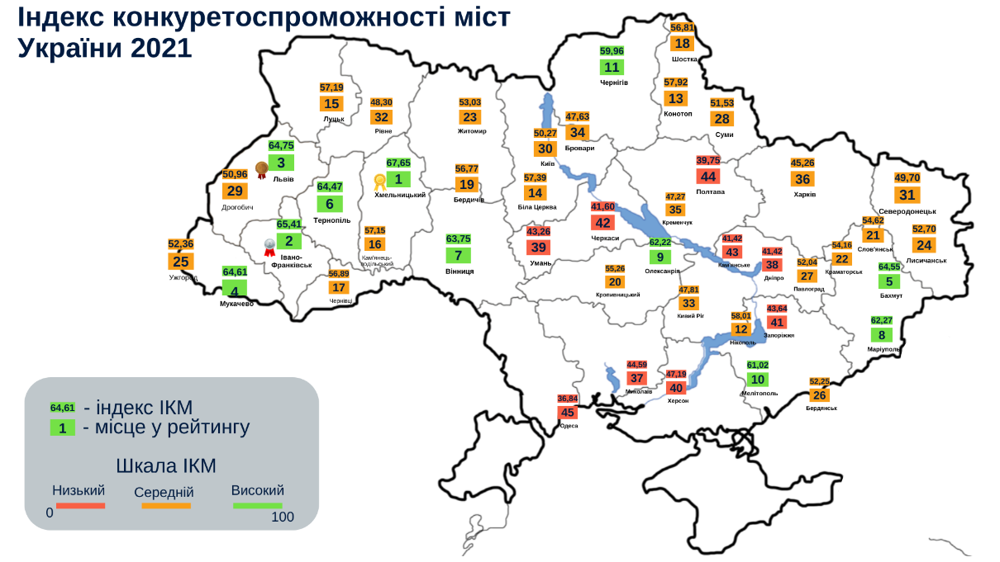 Індекс конкуретоспроможності міст
України 2021
56,81
18
Шостка
59,96
11
Чернігів
57,92
13
Конотоп
51,53
28
Суми
57,19
15
Луцьк
48,30
32
Рівне
53,03
23
Житомир
47,63
34
Бровари
50,27
30
Київ
64,75
3
Львів
50,96
29
Дрогобич
67,65
1
Хмельницький
64,47
6
Тернопіль
56,77
19
Бердичів
57,39
14
Біла Церква
39,75
44
Полтава
45,26
36
Харків
49,70
31
Северодонецьк
47,27
35
Кременчук
41,60
42
Черкаси
65,41
2
Івано-
Франківськ
57,15
16
Кам'янець-
подільський
63,75
7
Вінниця
43,26
39
Умань
62,22
9
Олександрія
41,42
43
Кам'янське
41,42
38
Дніпро
54,62
21
Слов'янськ
52,70
24
Лисичанськ
54,16
22
Краматорськ
52,04
27
Павлоград
64,55
5
Бахмут
52,36
25
Ужгород
64,61
4
Мукачево
56,89
17
Чернівці
55,26
20
Кропивницький
47,81
33
Кивий Ріг
58,01
12
Нікополь
43,64
41
Запоріжжя
62,27
8
Маріуполь
44,59
37
Миколаїв
47,19
40
Херсон
61,02
10
Мелітополь
52,25
26
Бердянськ
36,84
45
Одеса
64,61 - індекс ІКМ
1 - місце у рейтингу
Шкала ІКМ
Низький Середній Високий
0 100